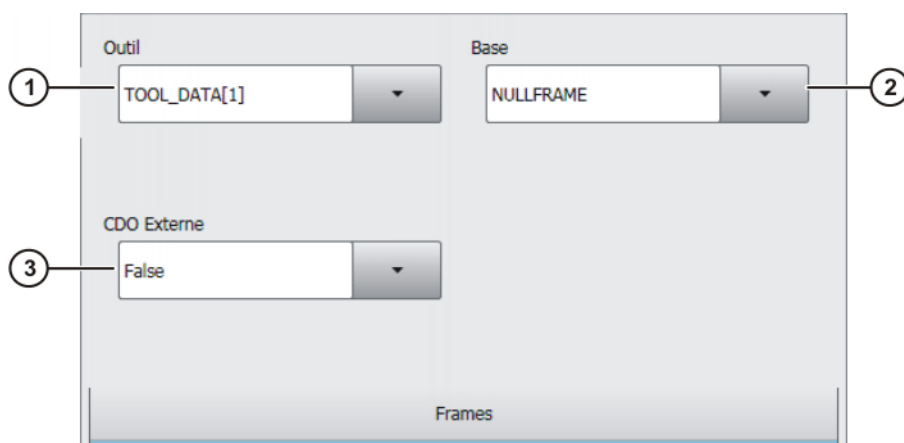 Outil
Base
1
TOOL_DATA[1]
NULLFRAME
2
CDO Externe
3
False
Frames